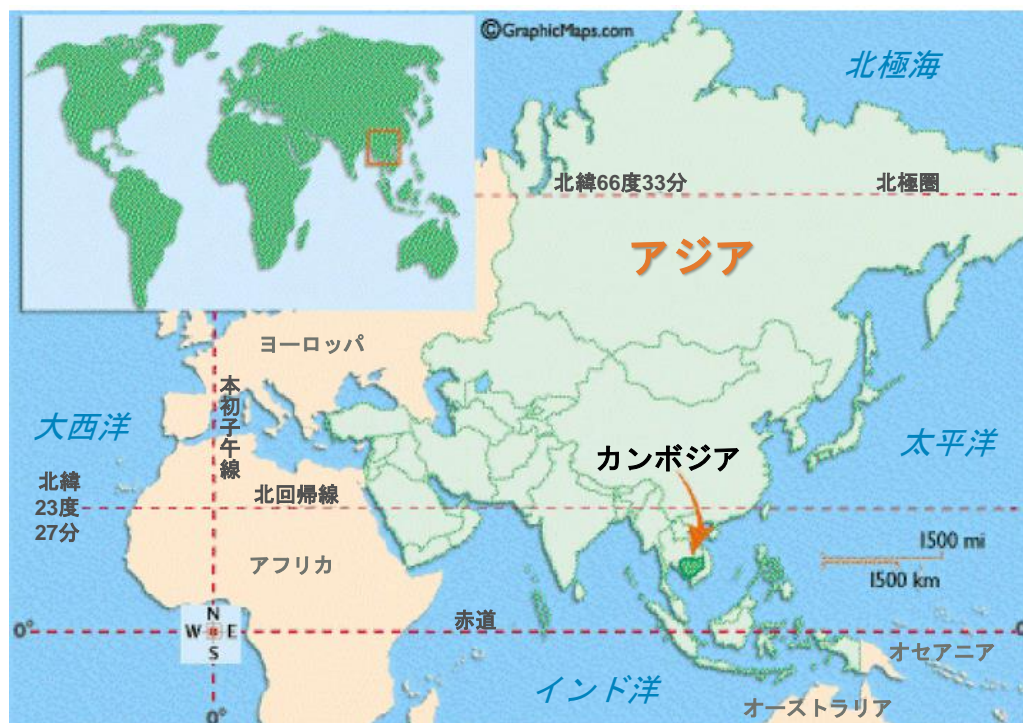 ©GraphicMaps.com
北極海
北緯66度33分
北極圏
アジア
ヨーロッパ
本初子午線
大西洋
太平洋
カンボジア
北緯
23度
27分
北回帰線
1500 mi
1500 km
アフリカ
N
W E
S
0°
赤道
オセアニア
インド洋
オーストラリア
0°